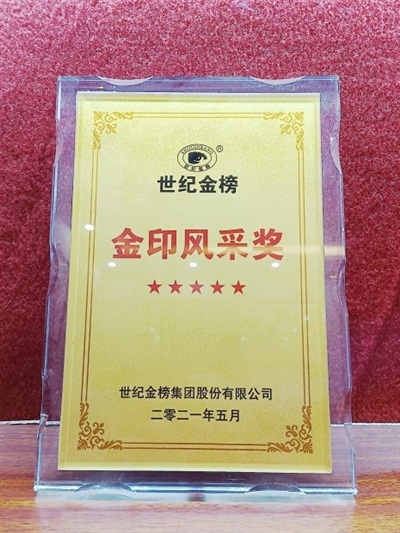 世纪金榜
金印风采奖
★★★★★
世纪金榜集团股份有限公司
二零二一年五月